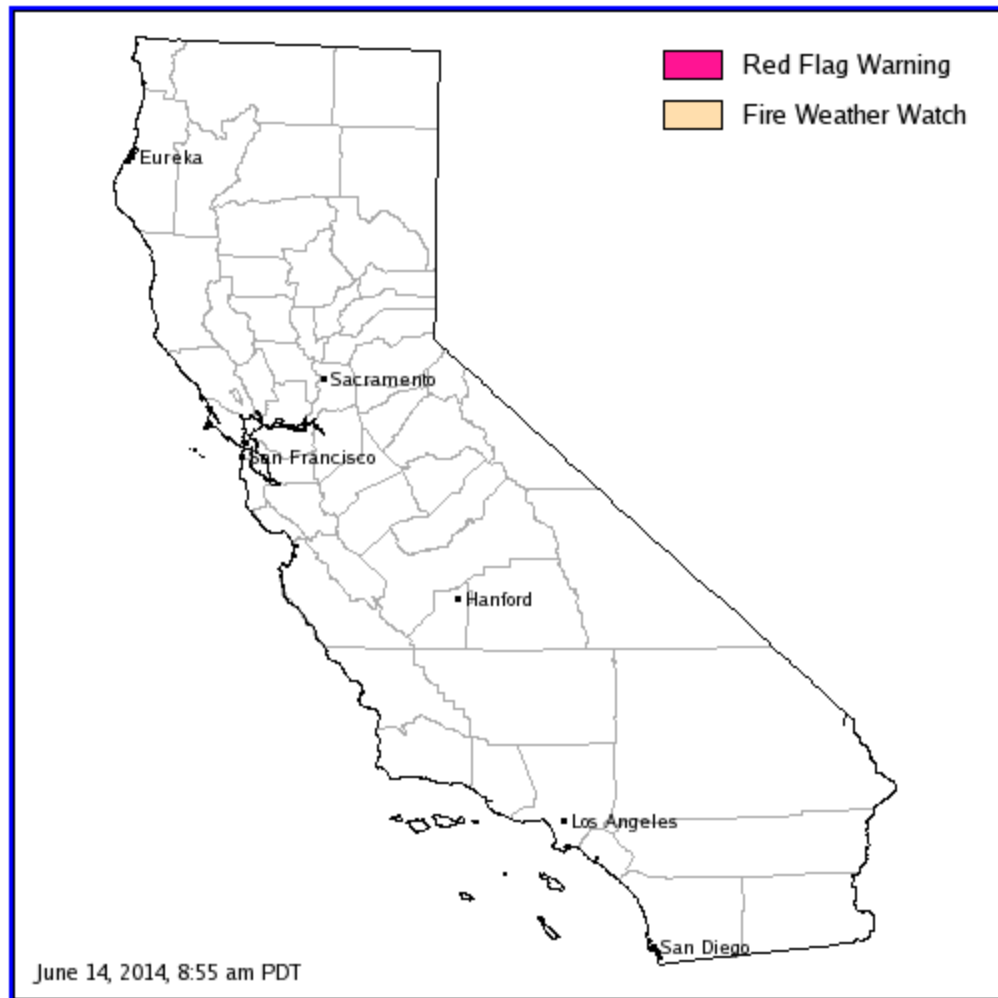 Red Flag Warning
Fire Weather Watch
Eureka
Sacramento
San Francisco
Hanford
Los Angeles
San Diego
June 14, 2014, 8:55 am PDT